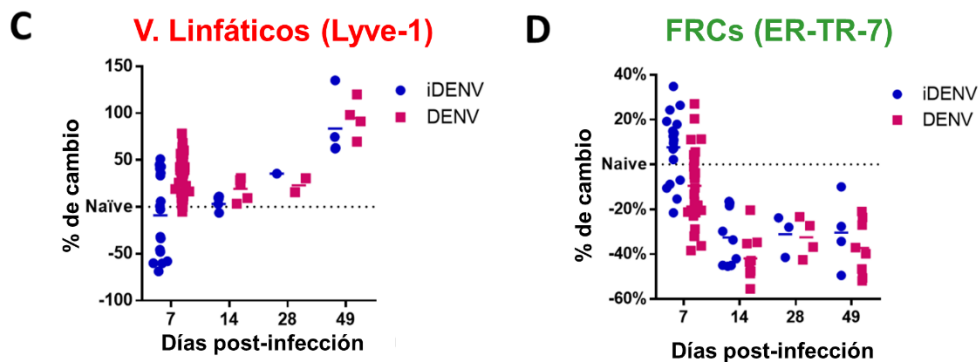 C
V. Linfáticos (Lyve-1)
% de cambio
150
100
50
Naïve
-50
-100
7 14 28 49
Días post-infección
iDENV
DENV
D
FRCs (ER-TR-7)
% de cambio
40%
20%
Naive
-20%
-40%
-60%
7 14 28 49
Días post-infección
iDENV
DENV